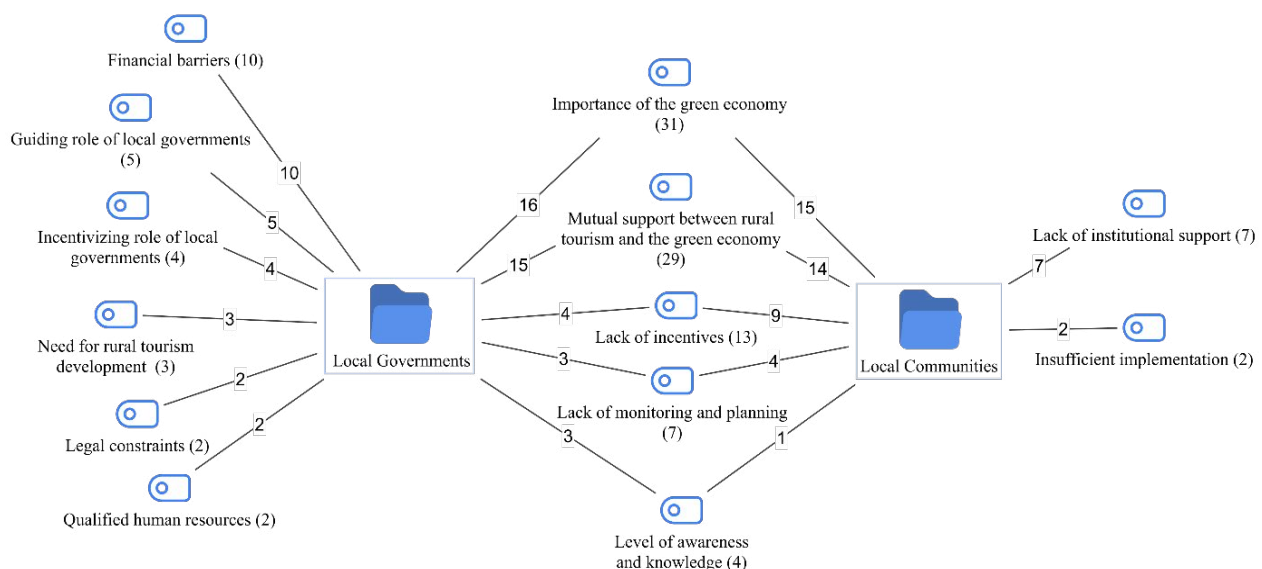 Financial barriers (10)
Guiding role of local governments
(5)
Incentivizing role of local
governments (4)
Need for rural tourism
development (3)
Legal constraints (2)
Qualified human resources (2)
10
5
4
3
2
2
Local Governments
16
15
4
3
3
Importance of the green economy
(31)
Mutual support between rural
tourism and the green economy
(29)
Lack of incentives (13)
Lack of monitoring and planning
(7)
Level of awareness
and knowledge (4)
15
14
9
4
1
Local Communities
7
2
Lack of institutional support (7)
Insufficient implementation (2)